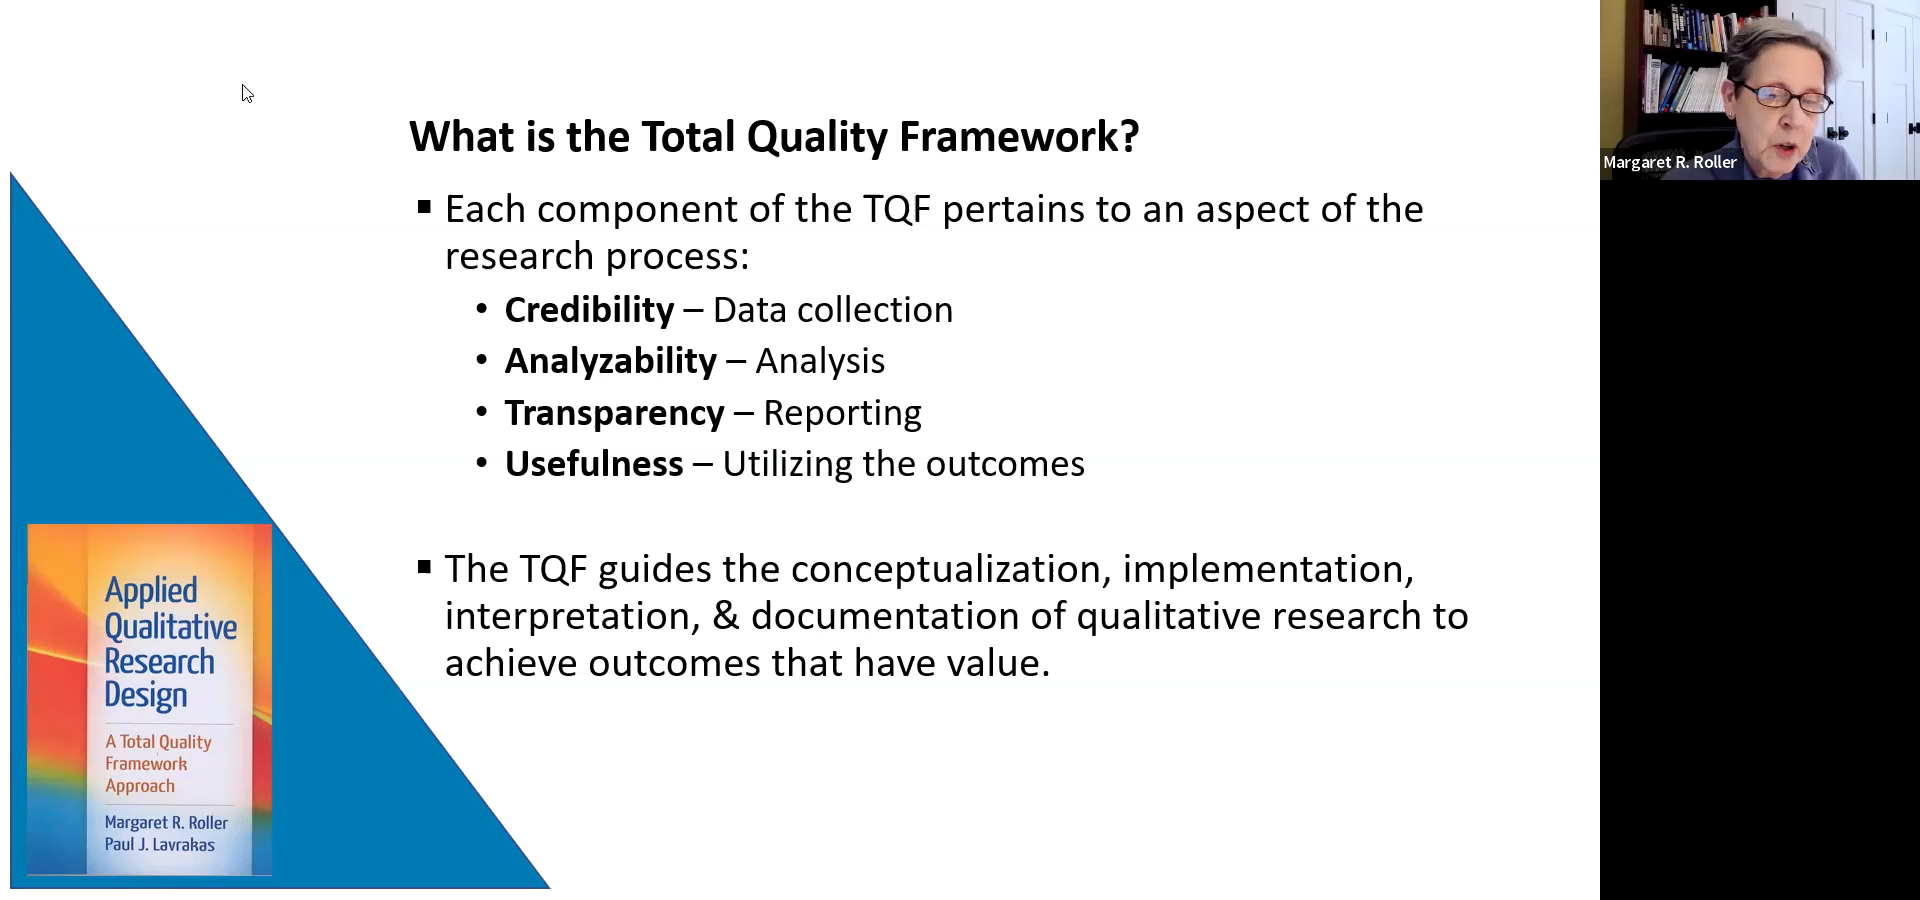 What is the Total Quality Framework?
▪ Each component of the TQF pertains to an aspect of the
research process:
• Credibility – Data collection
• Analyzability – Analysis
• Transparency – Reporting
• Usefulness – Utilizing the outcomes
▪ The TQF guides the conceptualization, implementation,
interpretation, & documentation of qualitative research to
achieve outcomes that have value.
Applied
Qualitative
Research
Design
A Total Quality
Framework
Approach
Margaret R. Roller
Paul J. Lavrakas
Margaret R. Roller